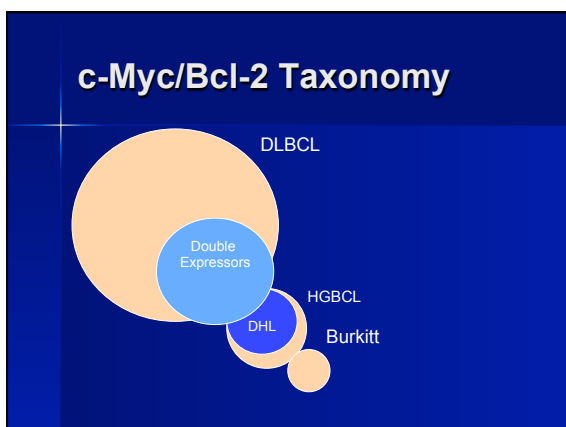 c-Myc/Bcl-2 Taxonomy
DLBCL
Double
Expressors
HGBCL
DHL
Burkitt